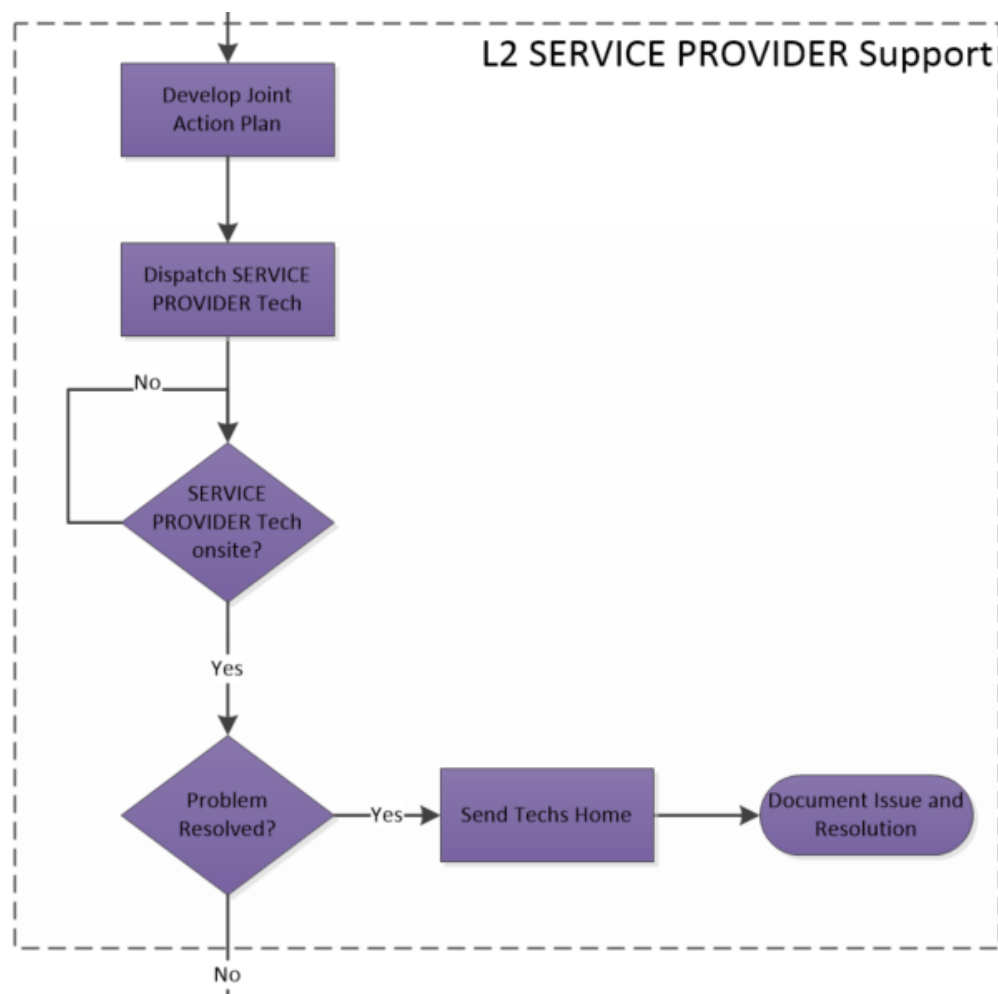 L2 SERVICE PROVIDER Support
Develop Joint
Action Plan
Dispatch SERVICE
PROVIDER Tech
No
SERVICE
PROVIDER Tech
onsite?
Yes
Problem
Resolved?
Yes
Send Techs Home
Document Issue and
Resolution
No